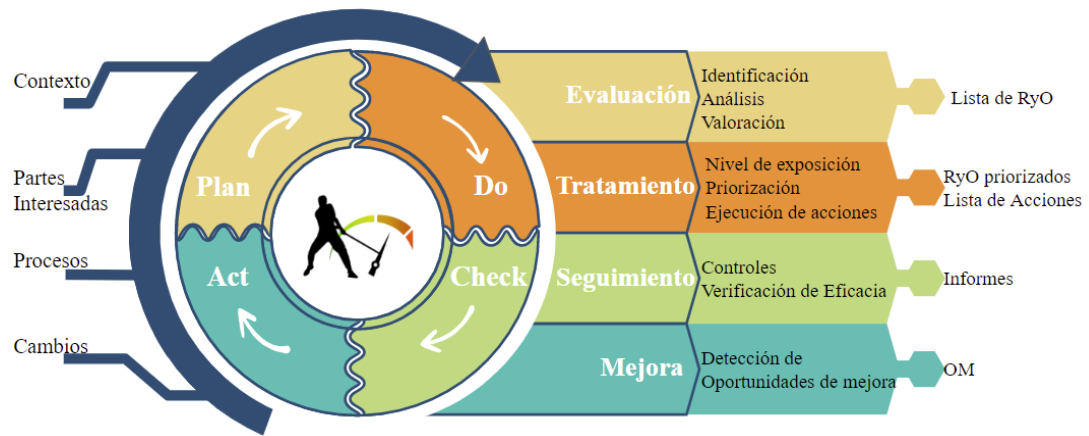 Contexto
Partes
Interesadas
Procesos
Cambios
Plan
Do
Act
Check
Evaluación
Identificación
Análisis
Valoración
Lista de RyO
Tratamiento
Nivel de exposición
Priorización
Ejecución de acciones
RyO priorizados
Lista de Acciones
Seguimiento
Controles
Verificación de Eficacia
Informes
Mejora
Detección de
Oportunidades de mejora
OM